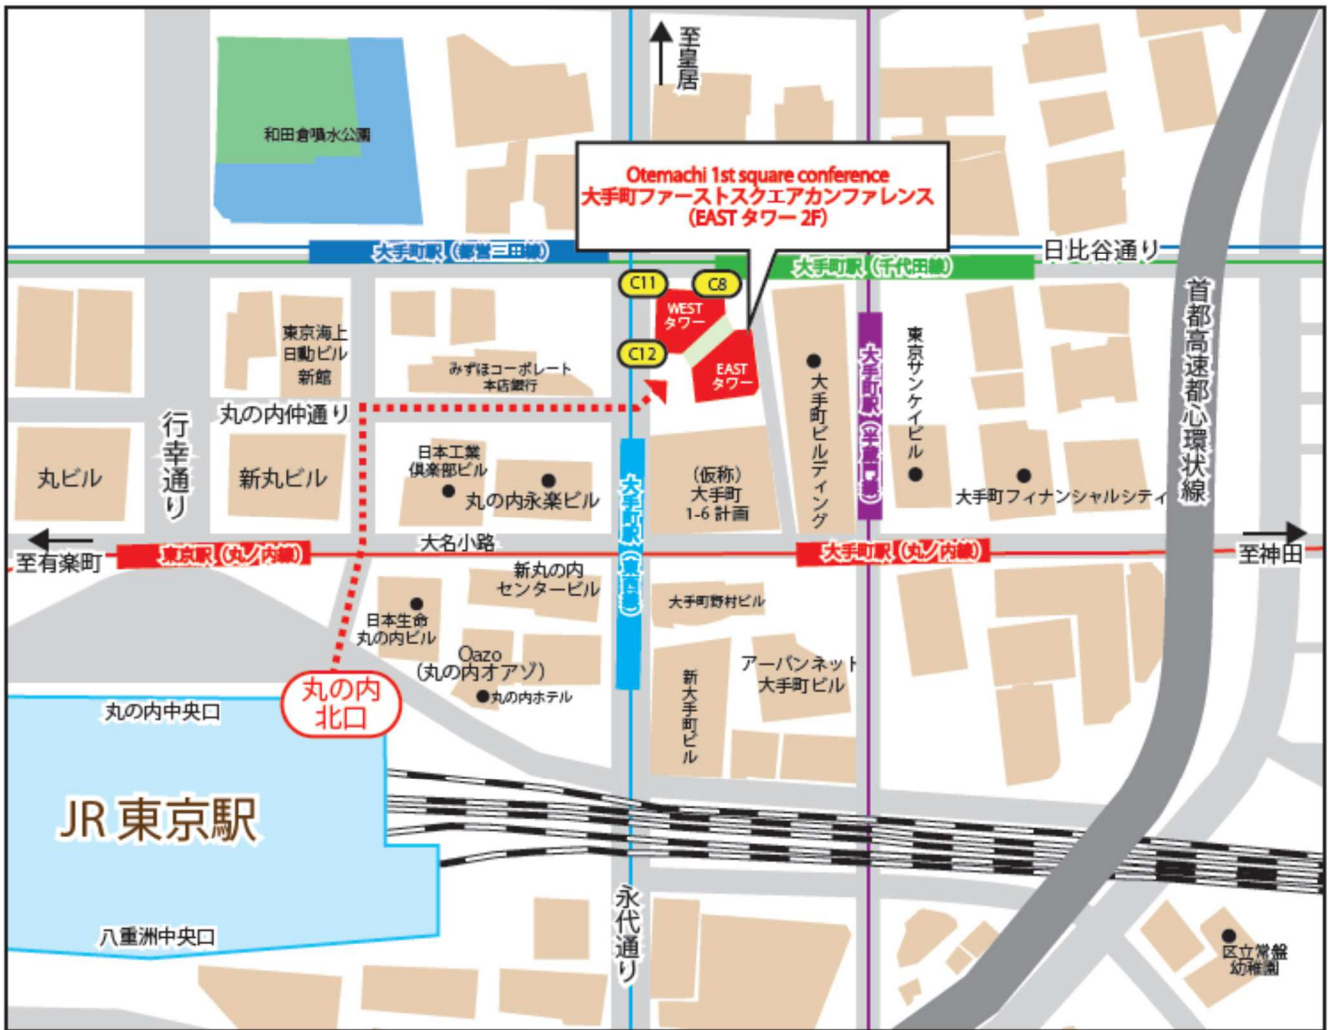 至皇居
和田倉噴水公園
Otemachi 1st square conference
大手町ファーストスクエアカンファレンス
(EAST タワー 2F)
大手町駅（都営三田線）
大手町駅（千代田線）
日比谷通り
C11
C8
WEST
タワー
C12
EAST
タワー
東京海上
日動ビル
新館
みずほコーポレート
本店銀行
大手町ビルディング
大手町駅（半蔵門線）
東京サンケイビル
首都高速都心環状線
丸の内仲通り
行幸通り
丸ビル
新丸ビル
日本工業
倶楽部ビル
丸の内永楽ビル
大手町駅（東西線）
（仮称）
大手町
1-6 計画
大手町フィナンシャルシティ
至有楽町
東京駅（丸ノ内線）
大名小路
大手町駅（丸ノ内線）
至神田
新丸の内
センタービル
日本生命
丸の内ビル
大手町野村ビル
Oazo
（丸の内オアゾ）
丸の内ホテル
新大手町ビル
アーバンネット
大手町ビル
丸の内
北口
丸の内中央口
JR 東京駅
八重洲中央口
永代通り
区立常盤
幼稚園